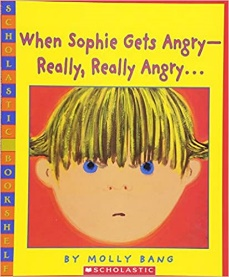 SCHOLASTIC BOOKSHELF
When Sophie Gets Angry—
Really, Really Angry...
BY MOLLY BANG
SCHOLASTIC